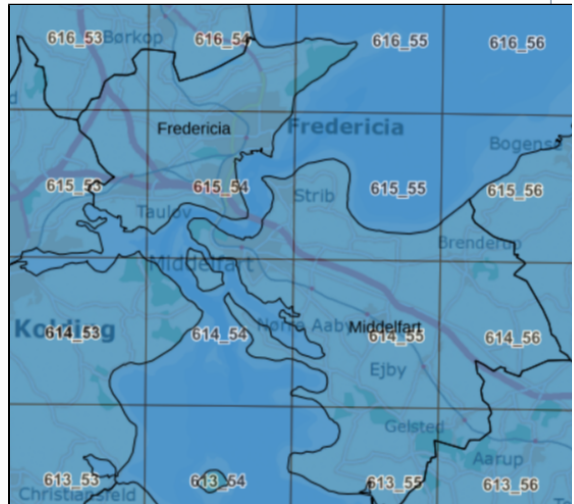 616_53
Børkop
616_54
616_55
616_56
Fredericia
Fredericia
Bogense
615_53
615_54
615_55
615_56
Strib
Taulov
Brenderup
Middelfart
Kolding
614_53
614_54
Nørre Aaby
Middelfart
614_55
614_56
Ejby
Gelsted
Aarup
613_53
613_54
613_55
613_56
Christiansfeld